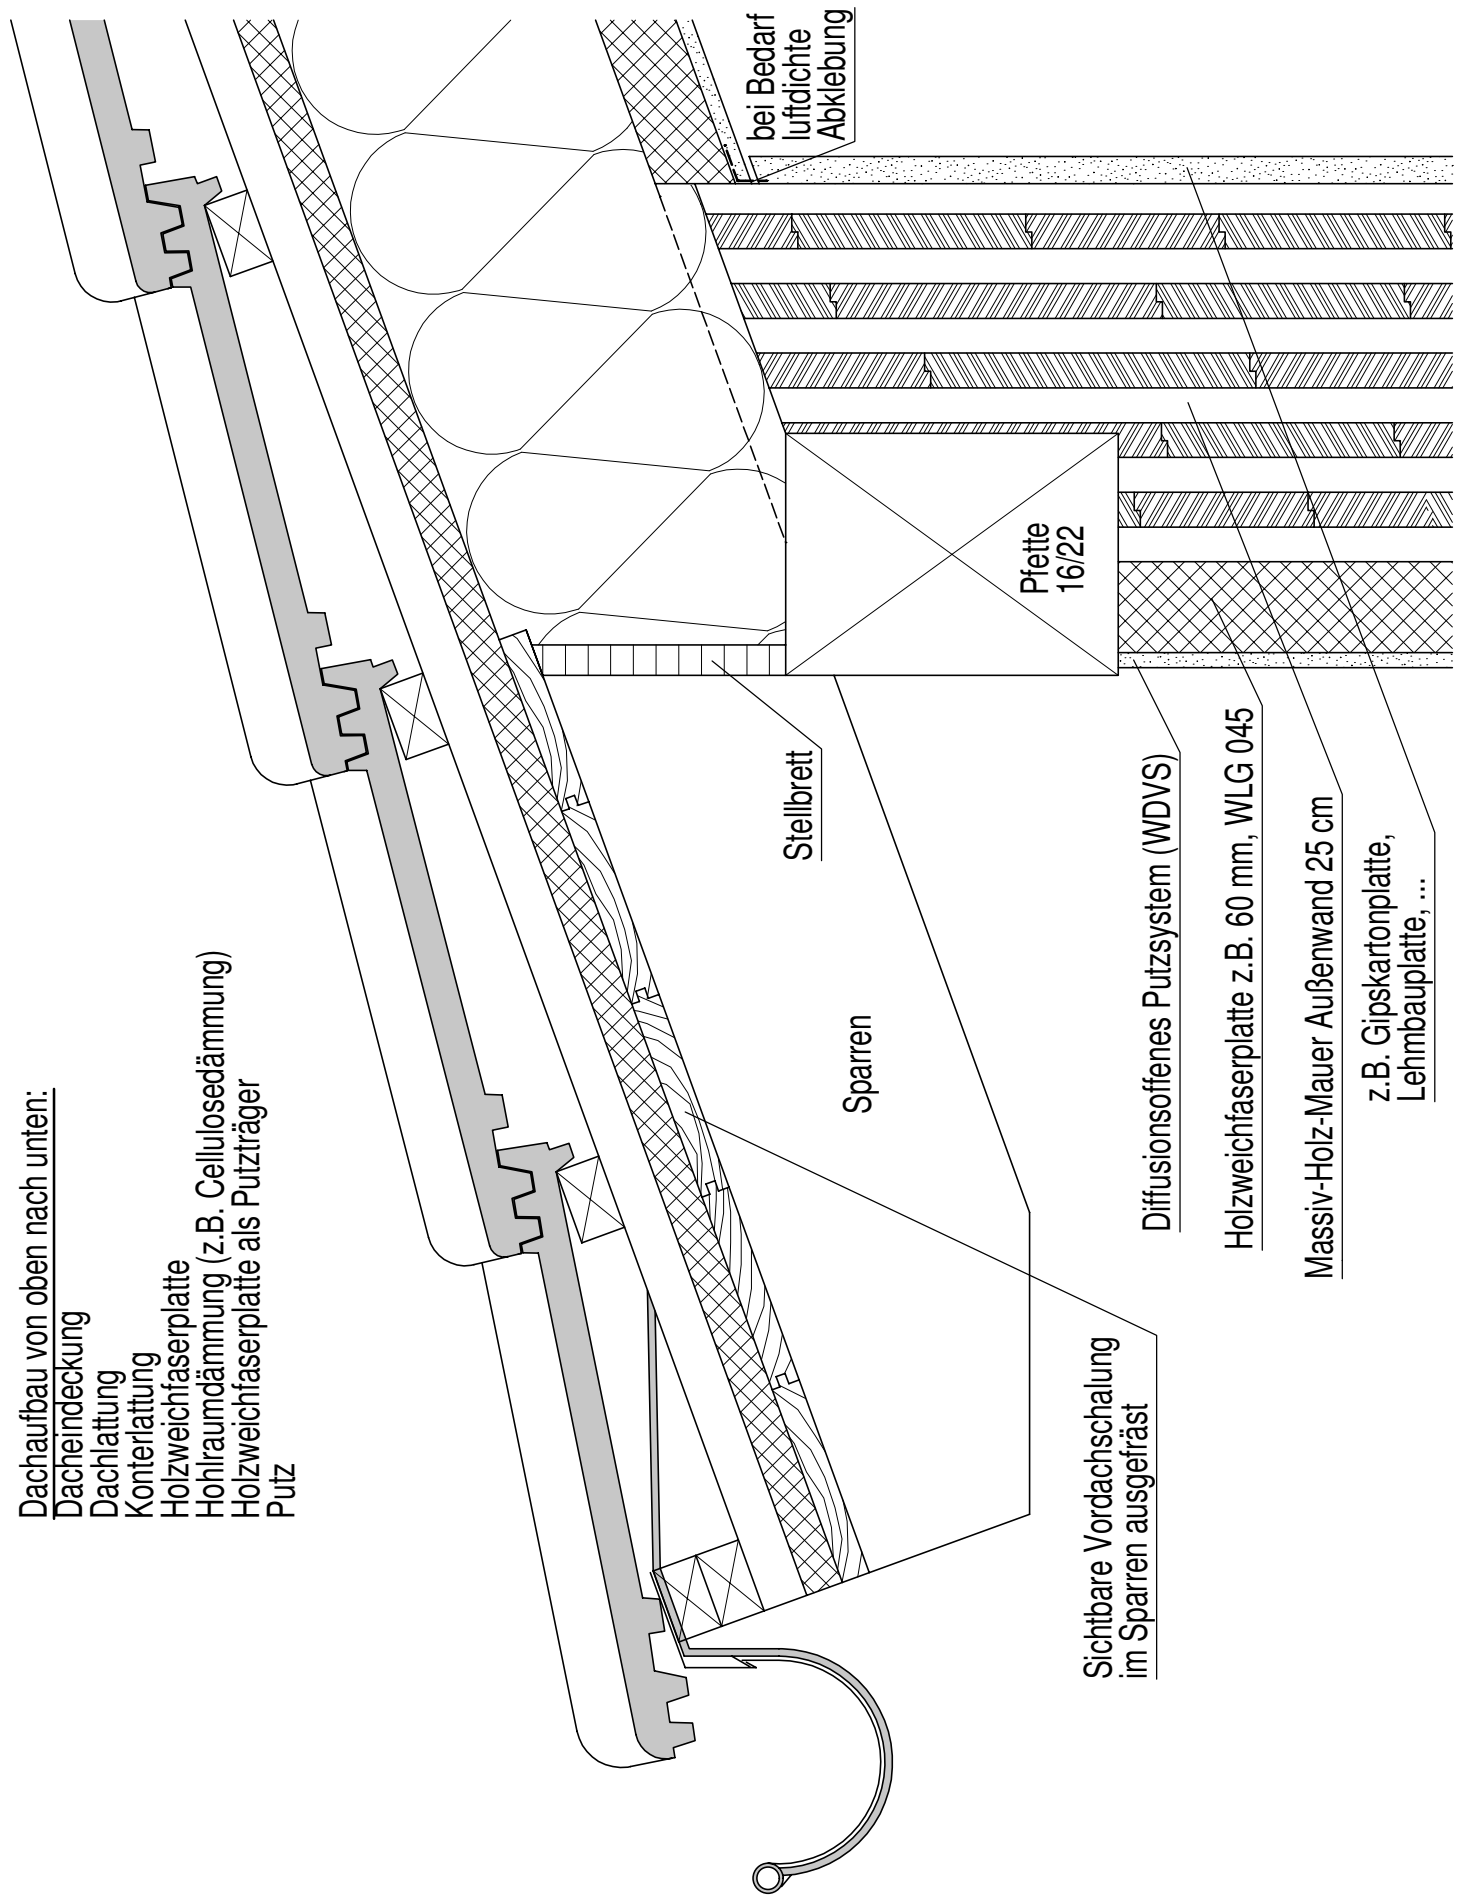 Dachaufbau von oben nach unten:
Dacheindeckung
Dachlattung
Konterlattung
Holzweichfaserplatte
Hohlraumdämmung (z.B. Cellulosedämmung)
Holzweichfaserplatte als Putzträger
Putz
bei Bedarf
luftdichte
Abklebung
Pfette
16/22
Stellbrett
Sparren
Diffusionsoffenes Putzsystem (WDVS)
Holzweichfaserplatte z.B. 60 mm, WLG 045
Massiv-Holz-Mauer Außenwand 25 cm
z.B. Gipskartonplatte,
Lehmbauplatte, ...
Sichtbare Vordachschalung
im Sparren ausgefräst